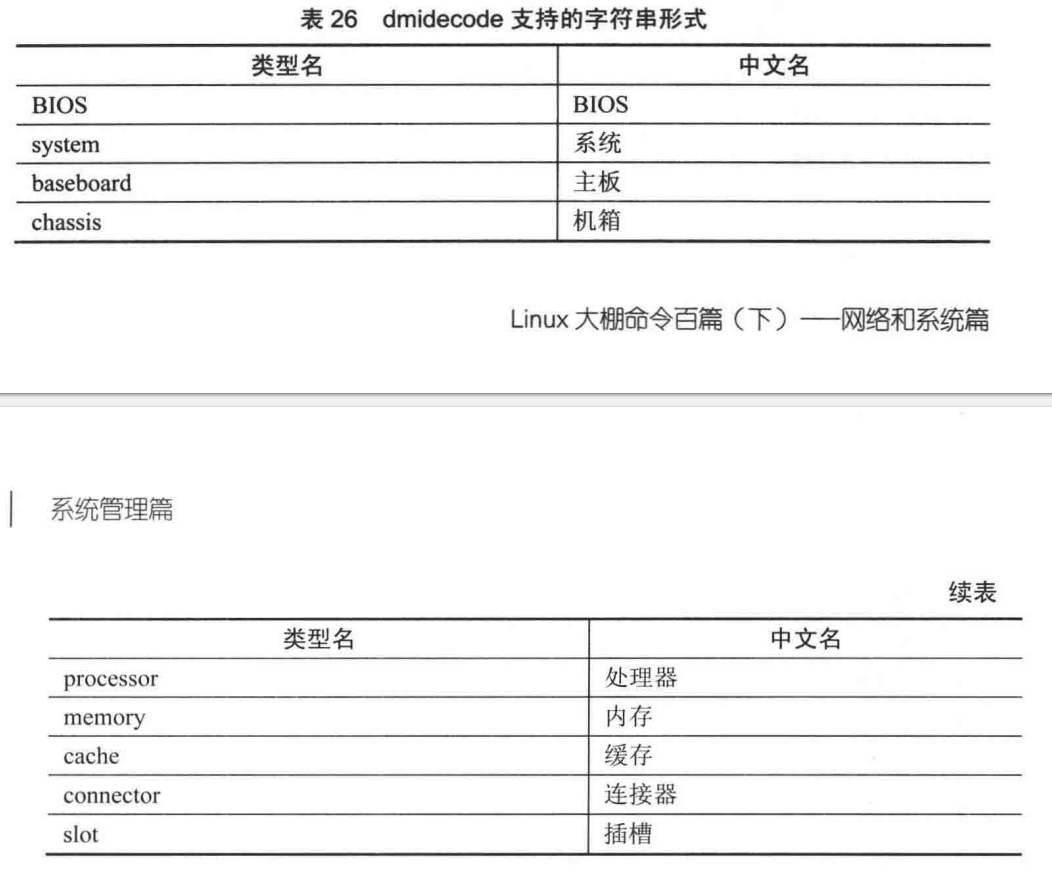 表 26 dmidecode 支持的字符串形式
类型名 中文名
BIOS BIOS
system 系统
baseboard 主板
chassis 机箱
Linux 大棚命令百篇（下）——网络和系统篇
系统管理篇
续表
类型名 中文名
processor 处理器
memory 内存
cache 缓存
connector 连接器
slot 插槽